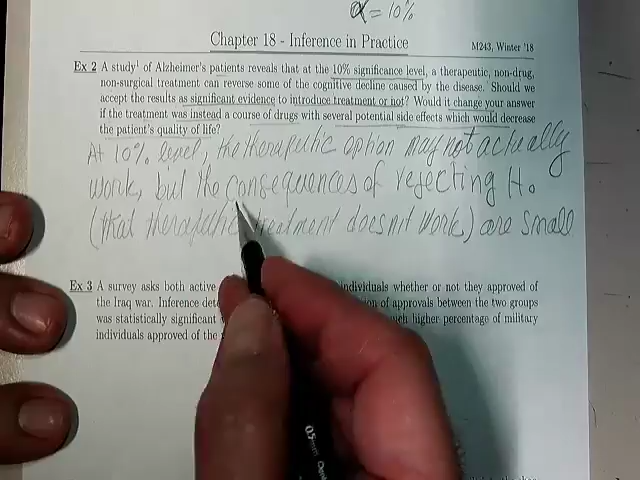 α = 10%
Chapter 18 - Inference in Practice
M243, Winter '18
Ex 2 A study¹ of Alzheimer's patients reveals that at the 10% significance level, a therapeutic, non-drug,
non-surgical treatment can reverse some of the cognitive decline caused by the disease. Should we
accept the results as significant evidence to introduce treatment or not? Would it change your answer
if the treatment was instead a course of drugs with several potential side effects which would decrease
the patient's quality of life?
At 10% level, the therapeutic option may not actually
work, but the consequences of rejecting H₀
(that therapeutic treatment doesn't work) are small
Ex 3 A survey asks both active individuals whether or not they approved of
the Iraq war. Inference of approvals between the two groups
was statistically significant higher percentage of military
individuals approved of the
0.5mm